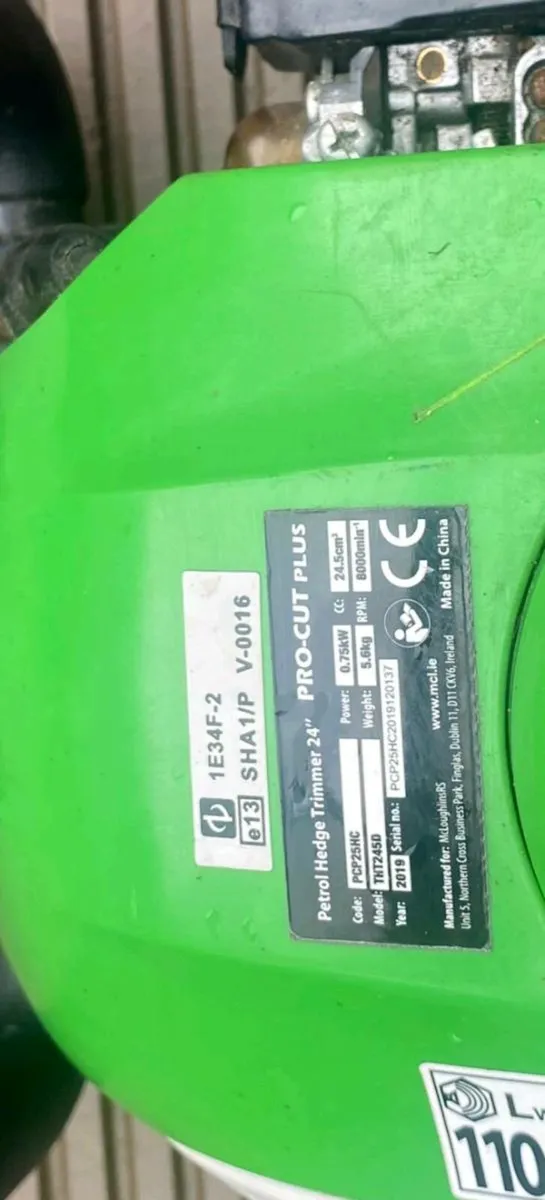 1E34F-2
e13 SHA1/P V-0016
Petrol Hedge Trimmer 24" PRO-CUT PLUS
Code: PCP25HC Power: 0.75kW CC: 24.5cm³
Model: THT245D Weight: 5.6kg RPM: 8000min⁻¹
Year: 2019 Serial no.: PCP25HC2019120137 CE
Manufactured for: McLoughlinsRS www.mcl.ie Made in China
Unit 5, Northern Cross Business Park, Finglas, Dublin 11, D11 CKV6, Ireland
110